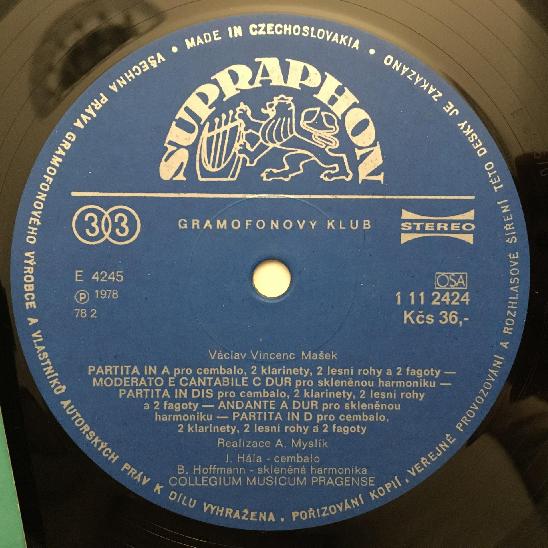 VŠECHNA PRÁVA GRAMOFONOVÉHO VÝROBCE A VLASTNÍKŮ AUTORSKÝCH PRÁV K DÍLU VYHRAŽENA. POŘIZOVÁNÍ KOPIÍ, VEŘEJNÉ PROVOZOVÁNÍ A ROZHLASOVÉ ŠÍŘENÍ TÉTO DESKY JE ZAKÁZÁNO • MADE IN CZECHOSLOVAKIA •
SUPRAPHON
33 GRAMOFONOVÝ KLUB STEREO
E 4245
℗ 1978
78 2
OSA
1 11 2424
Kčs 36,-
Václav Vincenc Mašek
PARTITA IN A pro cembalo, 2 klarinety, 2 lesní rohy a 2 fagoty —
MODERATO E CANTABILE C DUR pro skleněnou harmoniku —
PARTITA IN DIS pro cembalo, 2 klarinety, 2 lesní rohy
a 2 fagoty — ANDANTE A DUR pro skleněnou
harmoniku — PARTITA IN D pro cembalo,
2 klarinety, 2 lesní rohy a 2 fagoty
Realizace A. Myslík
J. Hála - cembalo
B. Hoffmann - skleněná harmonika
COLLEGIUM MUSICUM PRAGENSE